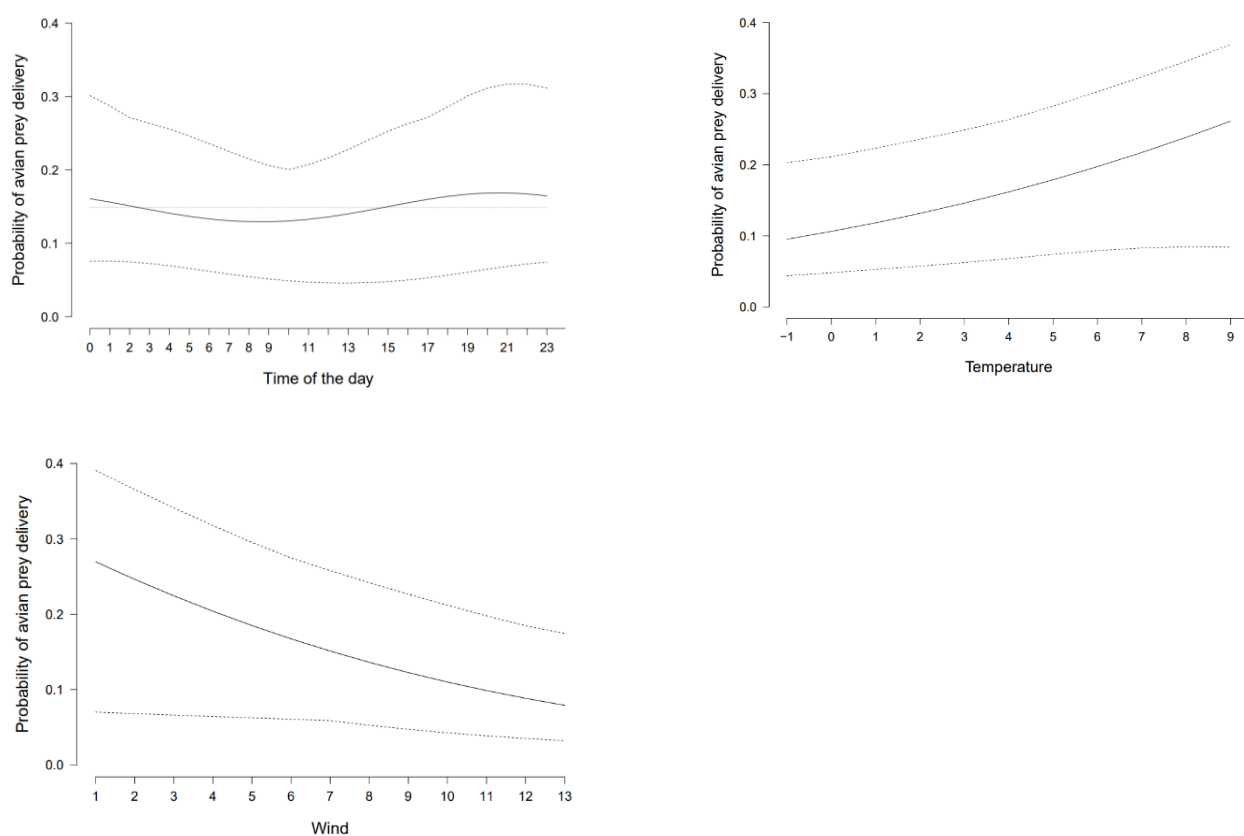 0.4
0.3
0.2
0.1
0.0
Probability of avian prey delivery
0 1 2 3 4 5 6 7 8 9 11 13 15 17 19 21 23
Time of the day
0.4
0.3
0.2
0.1
0.0
Probability of avian prey delivery
−1 0 1 2 3 4 5 6 7 8 9
Temperature
0.4
0.3
0.2
0.1
0.0
Probability of avian prey delivery
1 2 3 4 5 6 7 8 9 10 11 12 13
Wind